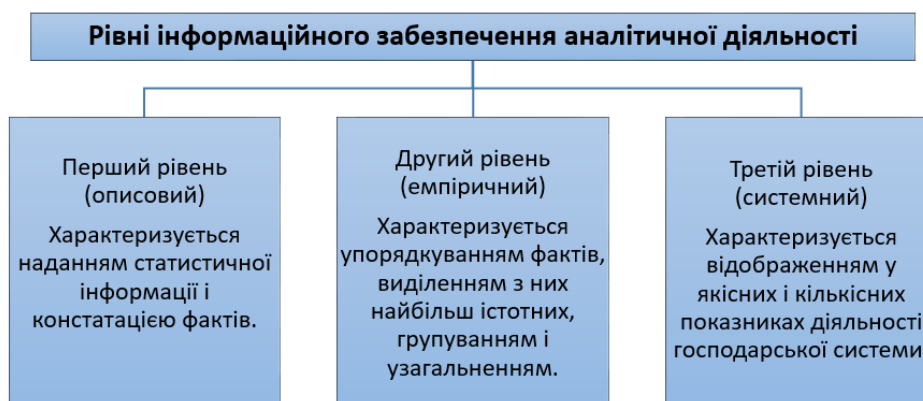 Рівні інформаційного забезпечення аналітичної діяльності
Перший рівень
(описовий)
Характеризується
наданням статистичної
інформації і
констатацією фактів.
Другий рівень
(емпіричний)
Характеризується
упорядкуванням фактів,
виділенням з них
найбільш істотних,
групуванням і
узагальненням.
Третій рівень
(системний)
Характеризується
відображенням у
якісних і кількісних
показниках діяльності
господарської системи.